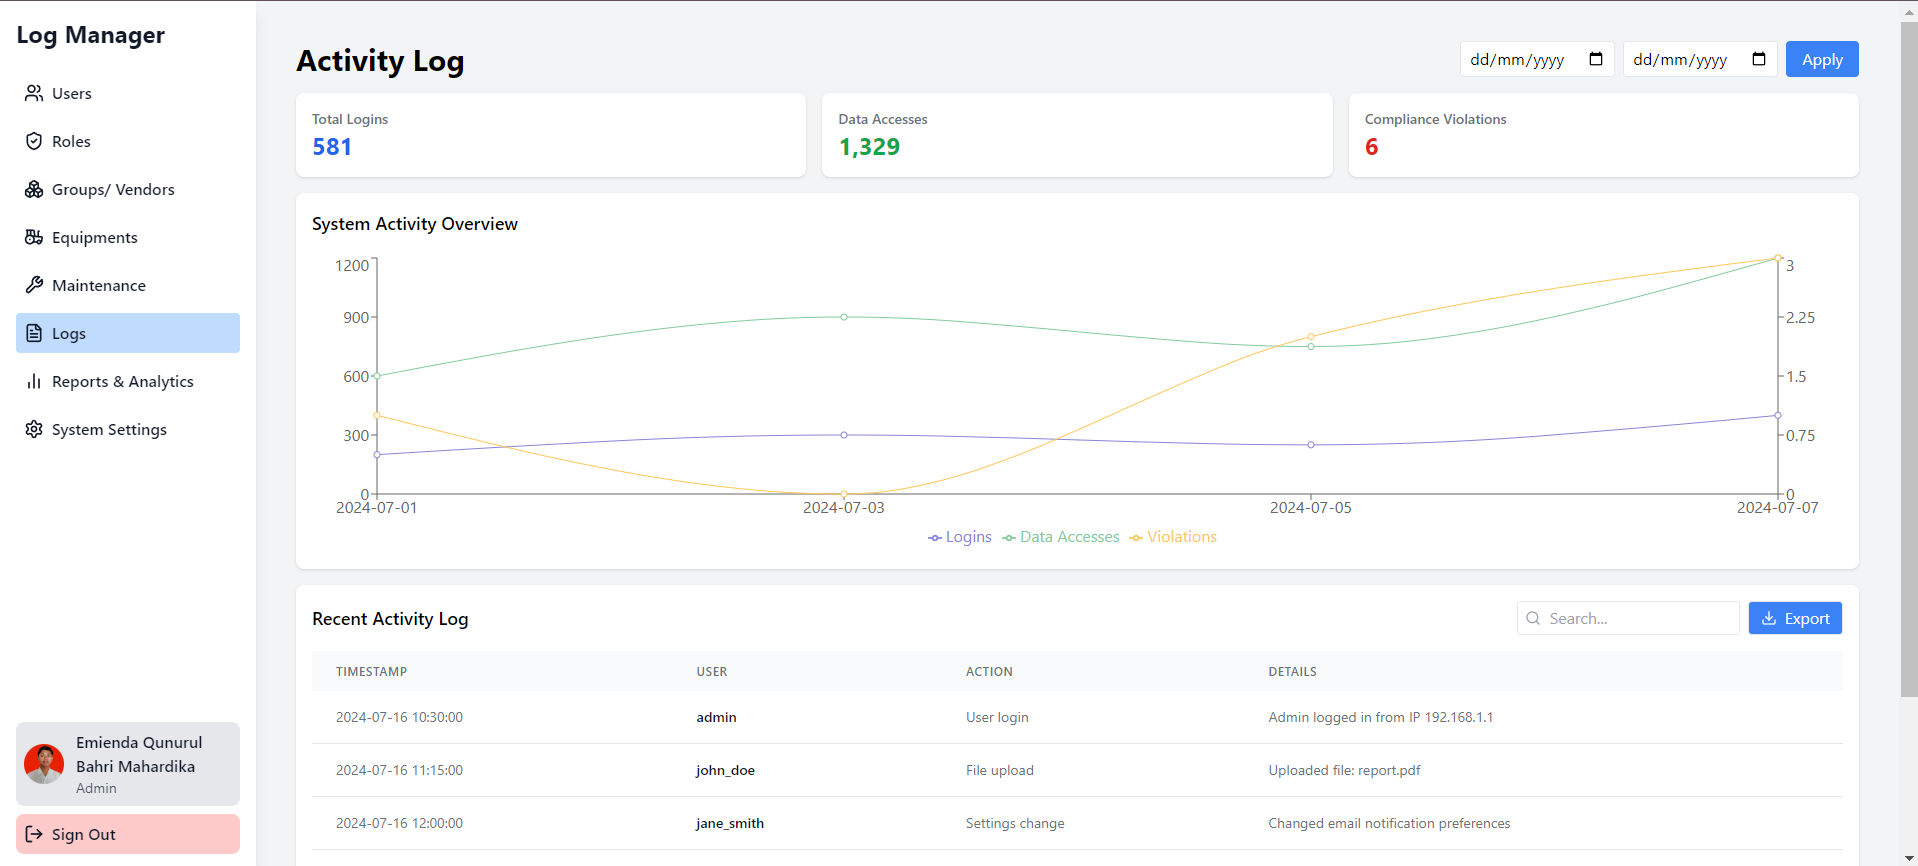 Log Manager
Users
Roles
Groups/ Vendors
Equipments
Maintenance
Logs
Reports & Analytics
System Settings
Emienda Qunurul
Bahri Mahardika
Admin
Sign Out
Activity Log
dd/mm/yyyy
dd/mm/yyyy
Apply
Total Logins
581
Data Accesses
1,329
Compliance Violations
6
System Activity Overview
1200
900
600
300
0
3
2.25
1.5
0.75
0
2024-07-01
2024-07-03
2024-07-05
2024-07-07
Logins
Data Accesses
Violations
Recent Activity Log
Search...
Export
TIMESTAMP USER ACTION DETAILS
2024-07-16 10:30:00 admin User login Admin logged in from IP 192.168.1.1
2024-07-16 11:15:00 john_doe File upload Uploaded file: report.pdf
2024-07-16 12:00:00 jane_smith Settings change Changed email notification preferences